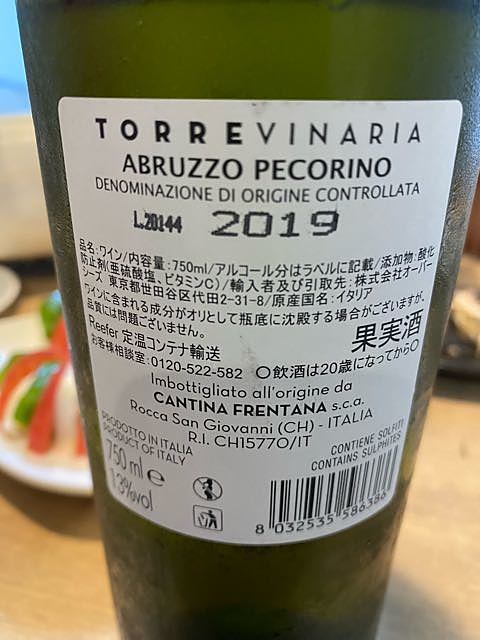 TORREVINARIA
ABRUZZO PECORINO
DENOMINAZIONE DI ORIGINE CONTROLLATA
L.20144 2019
品名:ワイン/内容量:750ml/アルコール分はラベルに記載/添加物:酸化
防止剤(亜硫酸塩、ビタミンC)/輸入者及び引取先:株式会社オーバー
シーズ 東京都世田谷区代田2-31-8/原産国名:イタリア
ワインに含まれる成分がオリとして瓶底に沈殿する場合がございますが、
品質には問題ございません。
Reefer 定温コンテナ輸送
果実酒
お客様相談室:0120-522-582 〇飲酒は20歳になってから〇
Imbottigliato all'origine da
CANTINA FRENTANA s.c.a.
Rocca San Giovanni (CH) - ITALIA
R.I. CH15770/IT
PRODOTTO IN ITALIA
PRODUCT OF ITALY
750 ml e
13%vol
CONTIENE SOLFITI
CONTAINS SULPHITES
8 032535 586386